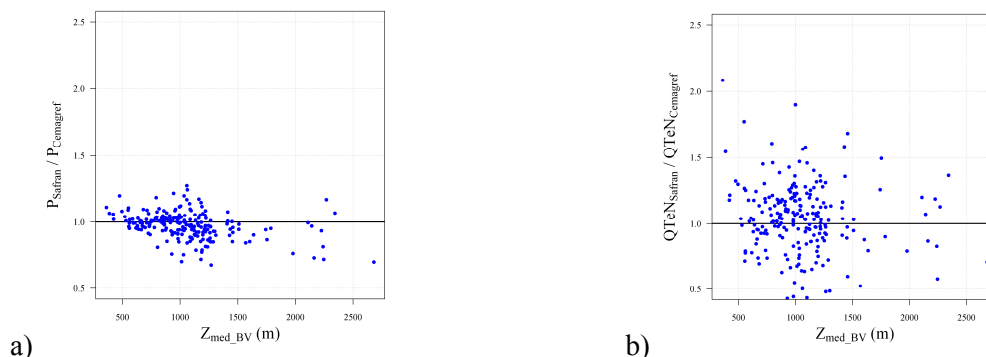 2.5
2.0
1.5
1.0
0.5
P_Safran / P_Cemagref
500 1000 1500 2000 2500
Z_med_BV (m)
a)
2.5
2.0
1.5
1.0
0.5
QTeN_Safran / QTeN_Cemagref
500 1000 1500 2000 2500
Z_med_BV (m)
b)